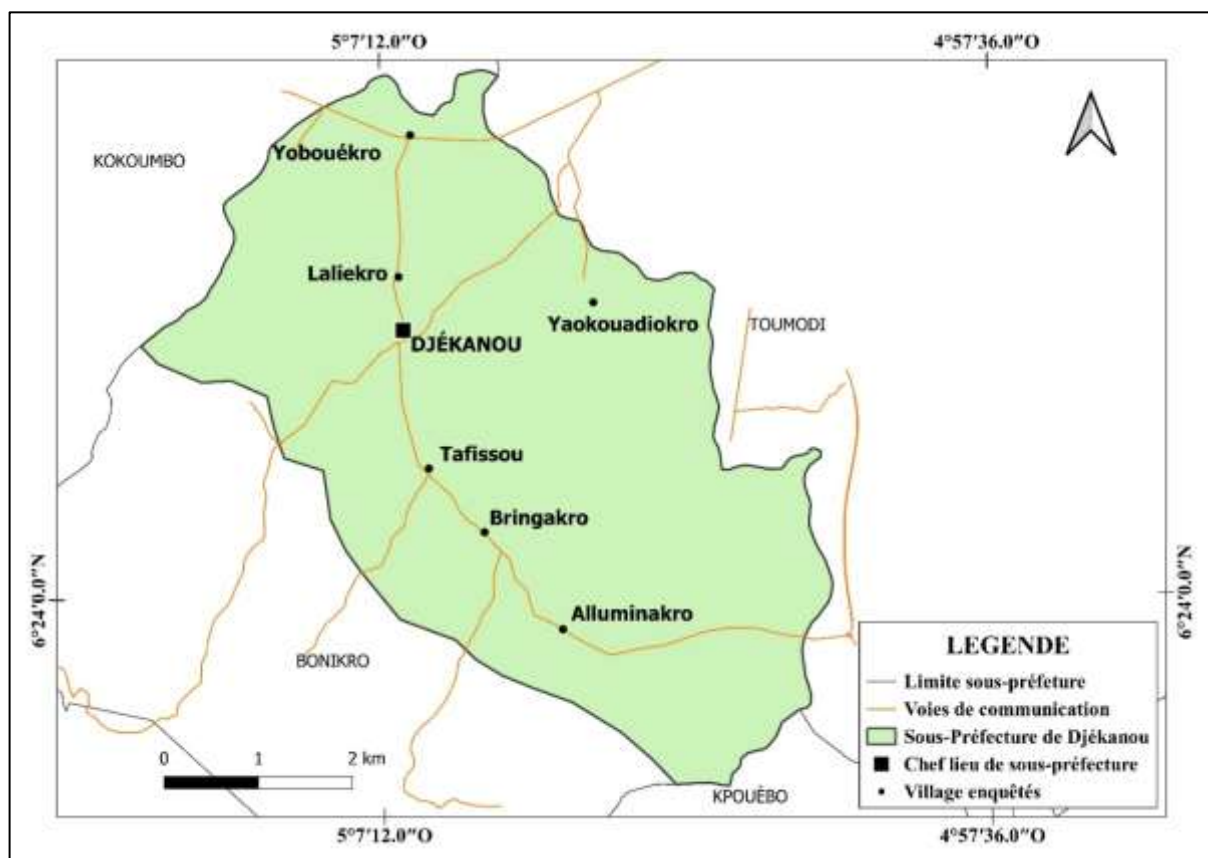 5°7'12.0"O
4°57'36.0"O
KOKOUMBO
Yobouékro
Laliekro
Yaokouadiokro
TOUMODI
DJÉKANOU
Tafissou
Bringakro
6°24'0.0"N
6°24'0.0"N
Alluminakro
BONIKRO
LEGENDE
Limite sous-préfeture
Voies de communication
Sous-Préfecture de Djékanou
Chef lieu de sous-préfecture
Village enquêtés
0 1 2 km
KPOUÈBO
5°7'12.0"O
4°57'36.0"O